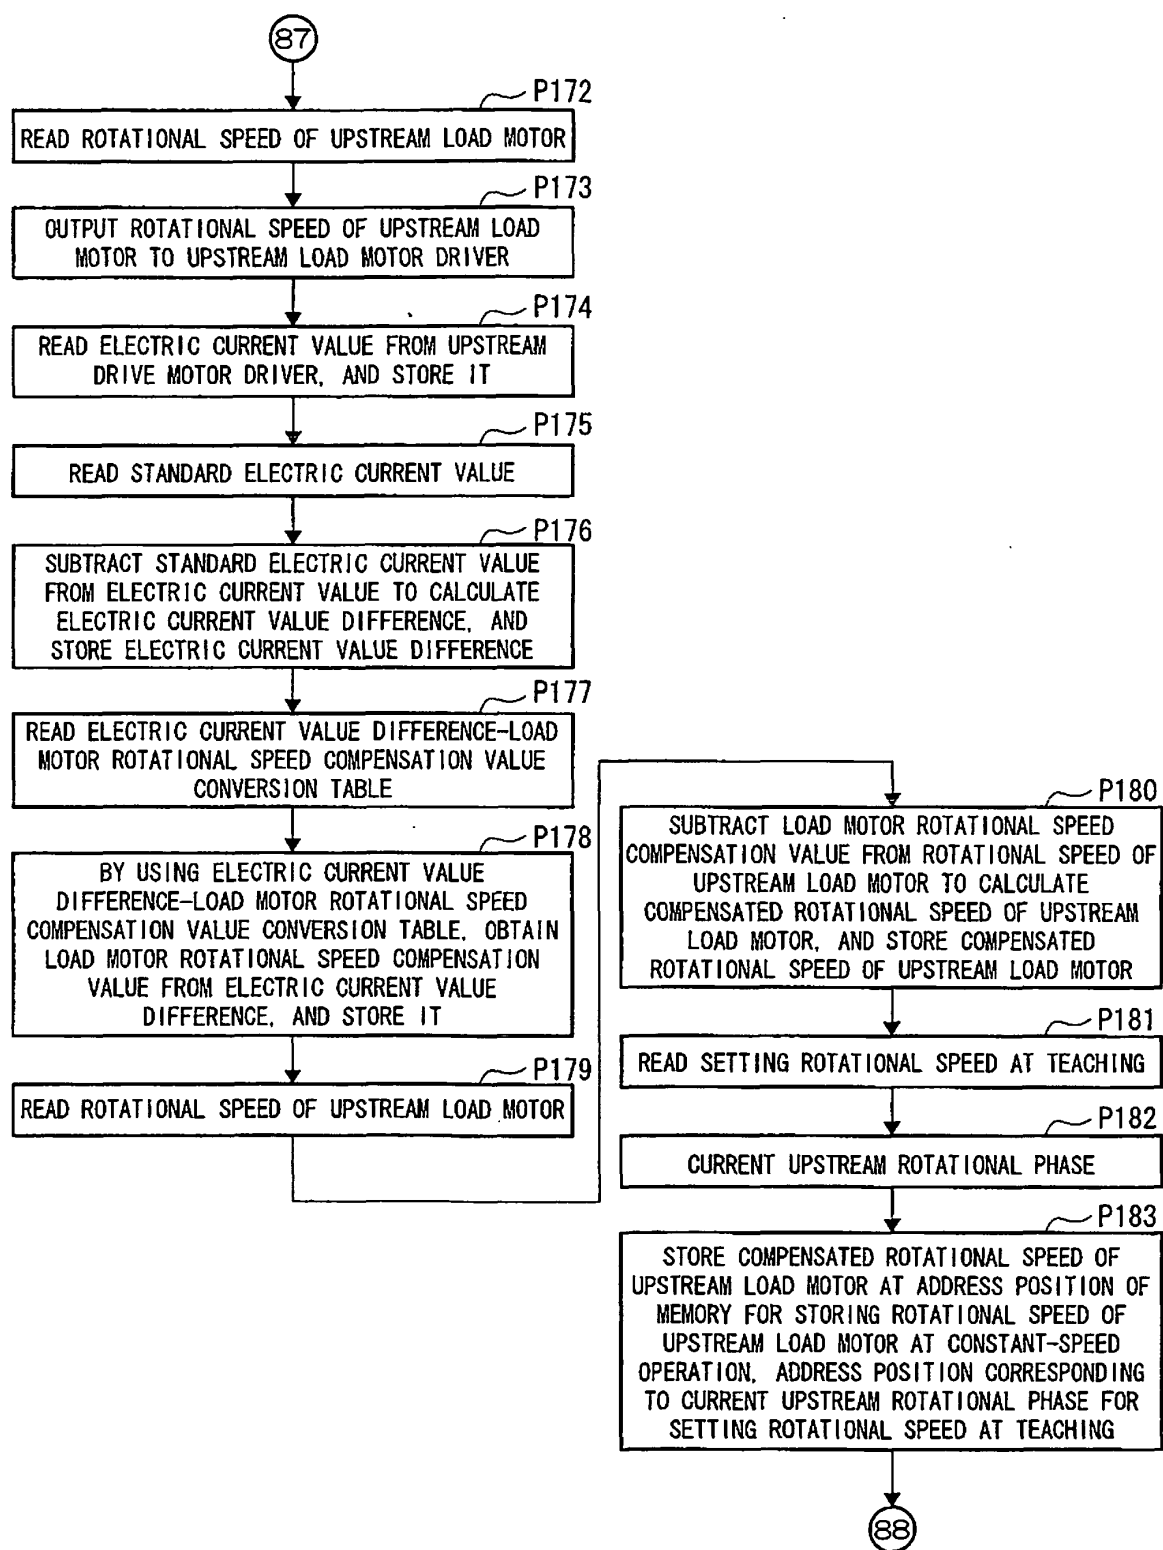 87
P172
READ ROTATIONAL SPEED OF UPSTREAM LOAD MOTOR
P173
OUTPUT ROTATIONAL SPEED OF UPSTREAM LOAD
MOTOR TO UPSTREAM LOAD MOTOR DRIVER
P174
READ ELECTRIC CURRENT VALUE FROM UPSTREAM
DRIVE MOTOR DRIVER, AND STORE IT
P175
READ STANDARD ELECTRIC CURRENT VALUE
P176
SUBTRACT STANDARD ELECTRIC CURRENT VALUE
FROM ELECTRIC CURRENT VALUE TO CALCULATE
ELECTRIC CURRENT VALUE DIFFERENCE, AND
STORE ELECTRIC CURRENT VALUE DIFFERENCE
P177
READ ELECTRIC CURRENT VALUE DIFFERENCE-LOAD
MOTOR ROTATIONAL SPEED COMPENSATION VALUE
CONVERSION TABLE
P178
BY USING ELECTRIC CURRENT VALUE
DIFFERENCE-LOAD MOTOR ROTATIONAL SPEED
COMPENSATION VALUE CONVERSION TABLE, OBTAIN
LOAD MOTOR ROTATIONAL SPEED COMPENSATION
VALUE FROM ELECTRIC CURRENT VALUE
DIFFERENCE, AND STORE IT
P179
READ ROTATIONAL SPEED OF UPSTREAM LOAD MOTOR
P180
SUBTRACT LOAD MOTOR ROTATIONAL SPEED
COMPENSATION VALUE FROM ROTATIONAL SPEED OF
UPSTREAM LOAD MOTOR TO CALCULATE
COMPENSATED ROTATIONAL SPEED OF UPSTREAM
LOAD MOTOR, AND STORE COMPENSATED
ROTATIONAL SPEED OF UPSTREAM LOAD MOTOR
P181
READ SETTING ROTATIONAL SPEED AT TEACHING
P182
CURRENT UPSTREAM ROTATIONAL PHASE
P183
STORE COMPENSATED ROTATIONAL SPEED OF
UPSTREAM LOAD MOTOR AT ADDRESS POSITION OF
MEMORY FOR STORING ROTATIONAL SPEED OF
UPSTREAM LOAD MOTOR AT CONSTANT-SPEED
OPERATION, ADDRESS POSITION CORRESPONDING
TO CURRENT UPSTREAM ROTATIONAL PHASE FOR
SETTING ROTATIONAL SPEED AT TEACHING
88